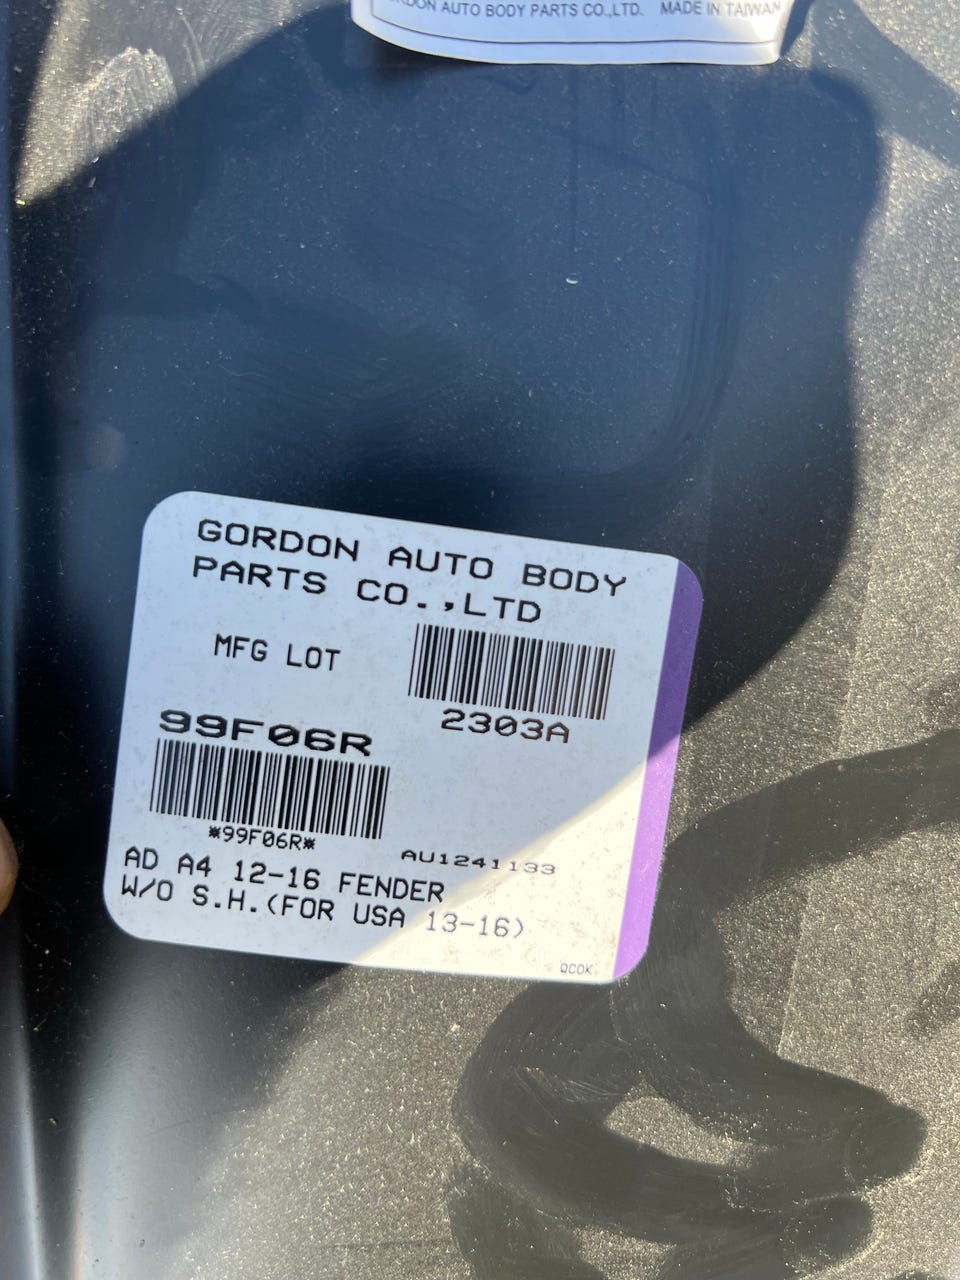 GORDON AUTO BODY PARTS CO.,LTD. MADE IN TAIWAN
GORDON AUTO BODY
PARTS CO.,LTD
MFG LOT
2303A
99F06R
*99F06R*
AU1241133
AD A4 12-16 FENDER
W/O S.H.(FOR USA 13-16)
QCOK